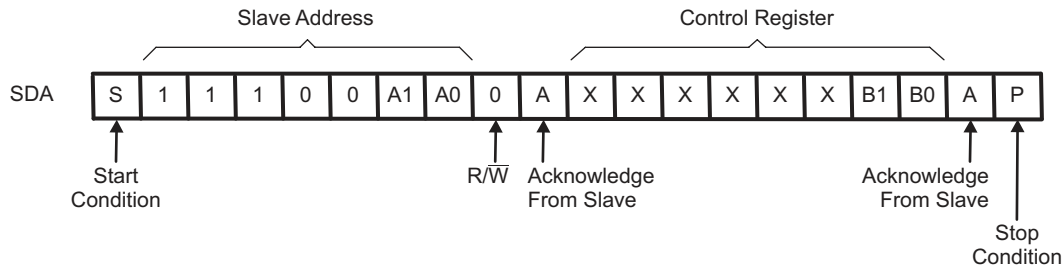 Slave Address
Control Register
SDA S 1 1 1 0 0 A1 A0 0 A X X X X X X B1 B0 A P
Start
Condition
R/W̅
Acknowledge
From Slave
Acknowledge
From Slave
Stop
Condition